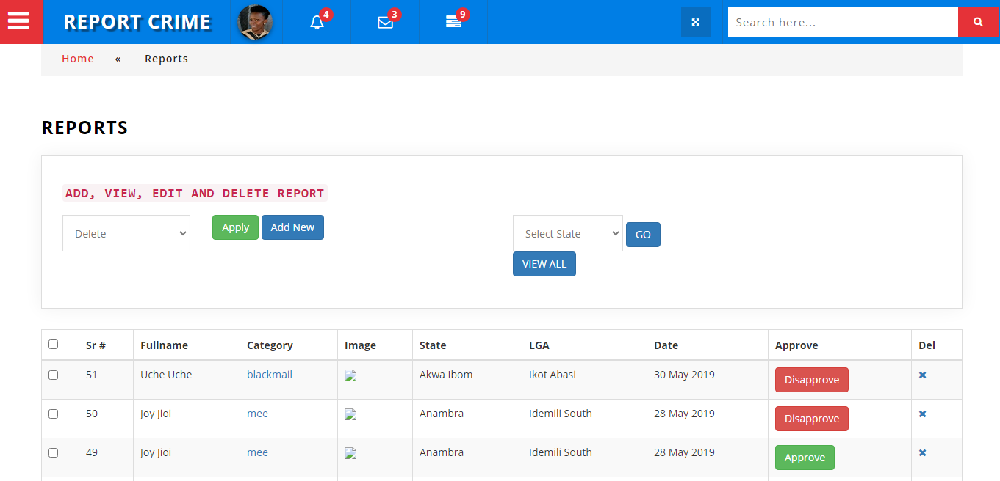 REPORT CRIME 4 3 9 Search here...
Home « Reports
REPORTS
ADD, VIEW, EDIT AND DELETE REPORT
Delete Apply Add New Select State GO
VIEW ALL
Sr # Fullname Category Image State LGA Date Approve Del
51 Uche Uche blackmail Akwa Ibom Ikot Abasi 30 May 2019 Disapprove
50 Joy Jioi mee Anambra Idemili South 28 May 2019 Disapprove
49 Joy Jioi mee Anambra Idemili South 28 May 2019 Approve